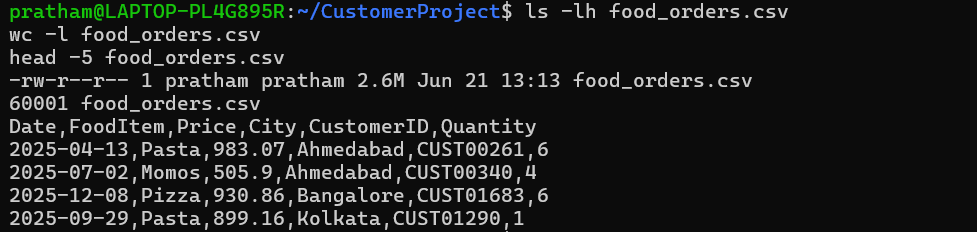 pratham@LAPTOP-PL4G895R:~/CustomerProject$ ls -lh food_orders.csv
wc -l food_orders.csv
head -5 food_orders.csv
-rw-r--r-- 1 pratham pratham 2.6M Jun 21 13:13 food_orders.csv
60001 food_orders.csv
Date,FoodItem,Price,City,CustomerID,Quantity
2025-04-13,Pasta,983.07,Ahmedabad,CUST00261,6
2025-07-02,Momos,505.9,Ahmedabad,CUST00340,4
2025-12-08,Pizza,930.86,Bangalore,CUST01683,6
2025-09-29,Pasta,899.16,Kolkata,CUST01290,1